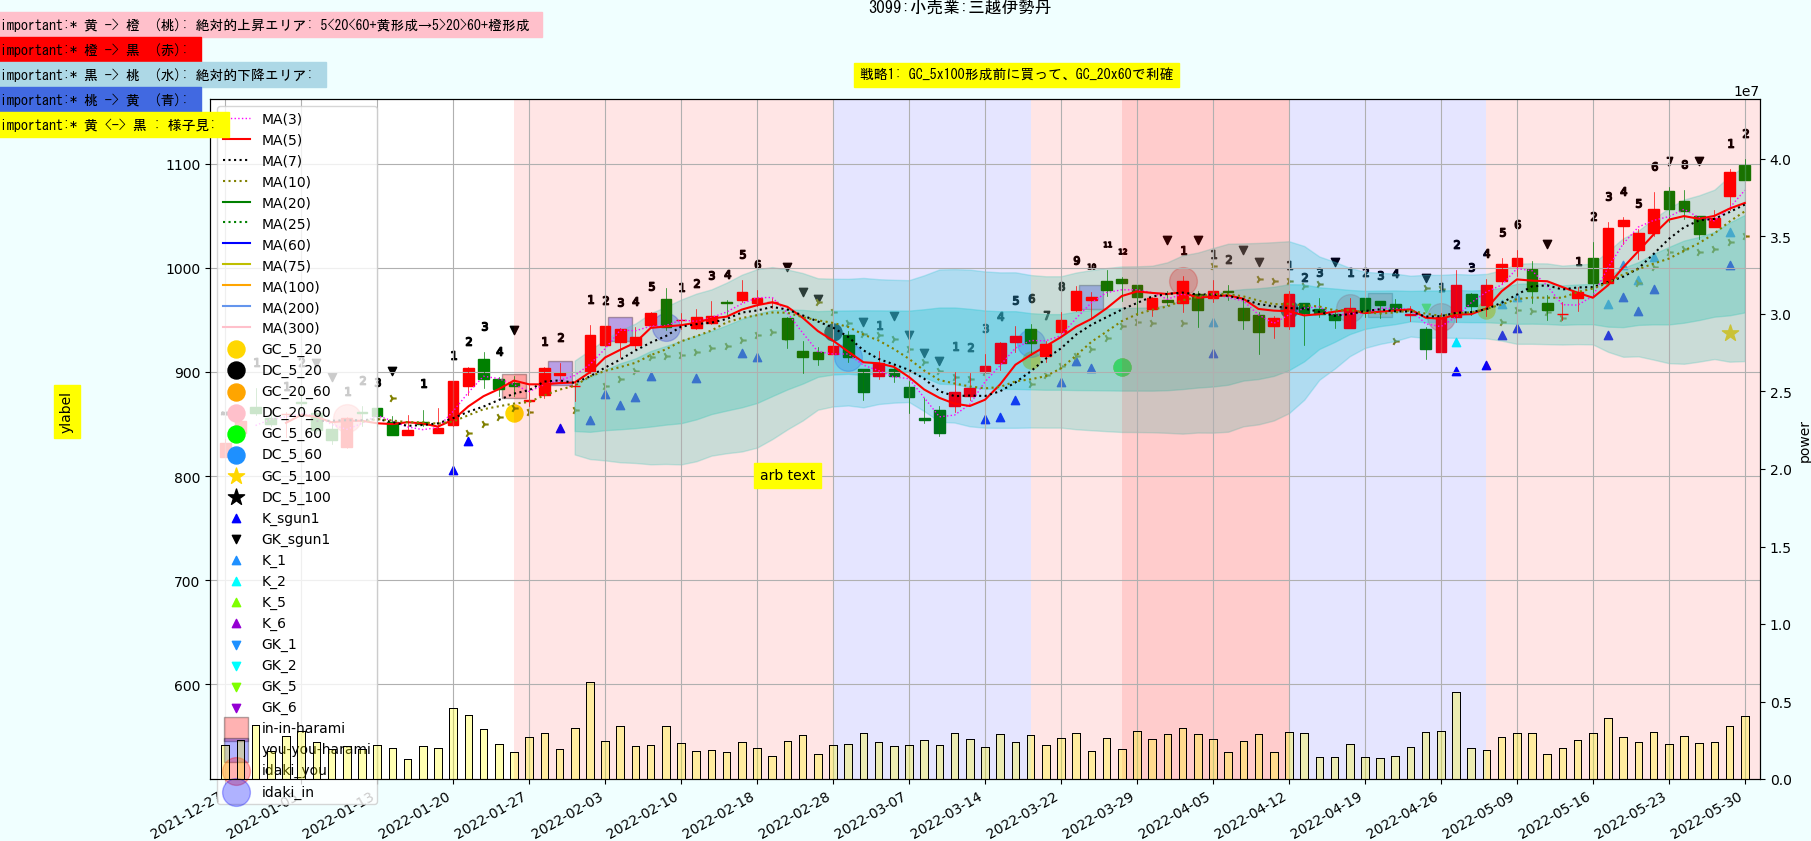 3099:小売業:三越伊勢丹
important:* 黄 -> 橙 (桃): 絶対的上昇エリア: 5<20<60+黄形成→5>20>60+橙形成
important:* 橙 -> 黒 (赤):
important:* 黒 -> 桃 (水): 絶対的下降エリア:
戦略1: GC_5x100形成前に買って、GC_20x60で利確
important:* 桃 -> 黄 (青):
important:* 黄 <-> 黒 : 様子見:
1e7
MA(3)
MA(5)
MA(7)
MA(10)
MA(20)
MA(25)
MA(60)
MA(75)
MA(100)
MA(200)
MA(300)
GC_5_20
DC_5_20
GC_20_60
DC_20_60
GC_5_60
DC_5_60
GC_5_100
DC_5_100
K_sgun1
GK_sgun1
K_1
K_2
K_5
K_6
GK_1
GK_2
GK_5
GK_6
in-in-harami
you-you-harami
idaki_you
idaki_in
1100
1000
900
800
700
600
ylabel
arb text
4.0
3.5
3.0
2.5
2.0
1.5
1.0
0.5
0.0
power
2021-12-27
2022-01-13
2022-01-20
2022-01-27
2022-02-03
2022-02-10
2022-02-18
2022-02-28
2022-03-07
2022-03-14
2022-03-22
2022-03-29
2022-04-05
2022-04-12
2022-04-19
2022-04-26
2022-05-09
2022-05-16
2022-05-23
2022-05-30